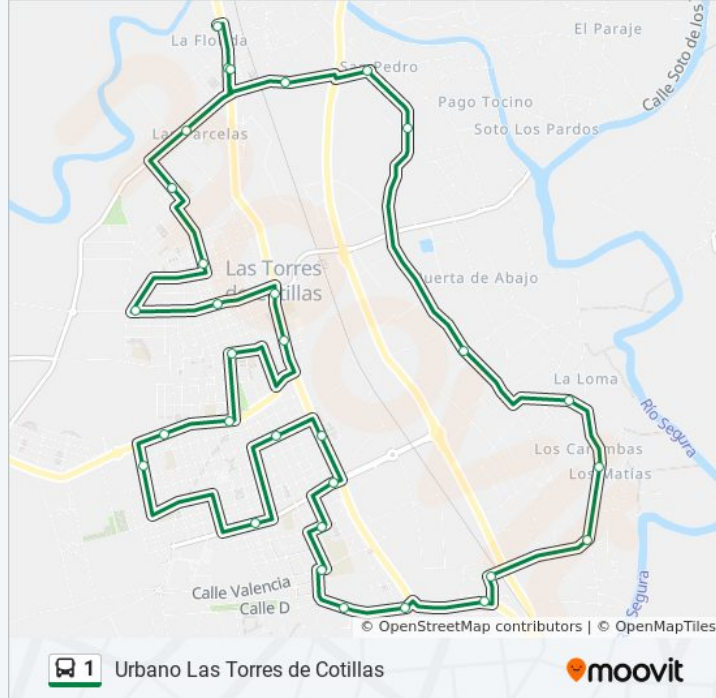 La Florida
El Paraje
San Pedro
Calle Soto de los
Pago Tocino
Soto Los Pardos
Las Parcelas
Las Torres
de Cotillas
Huerta de Abajo
La Loma
Río Segura
Los Carambas
Los Matías
Calle Valencia
Calle D
Segura
© OpenStreetMap contributors | © OpenMapTiles
1 Urbano Las Torres de Cotillas
moovit